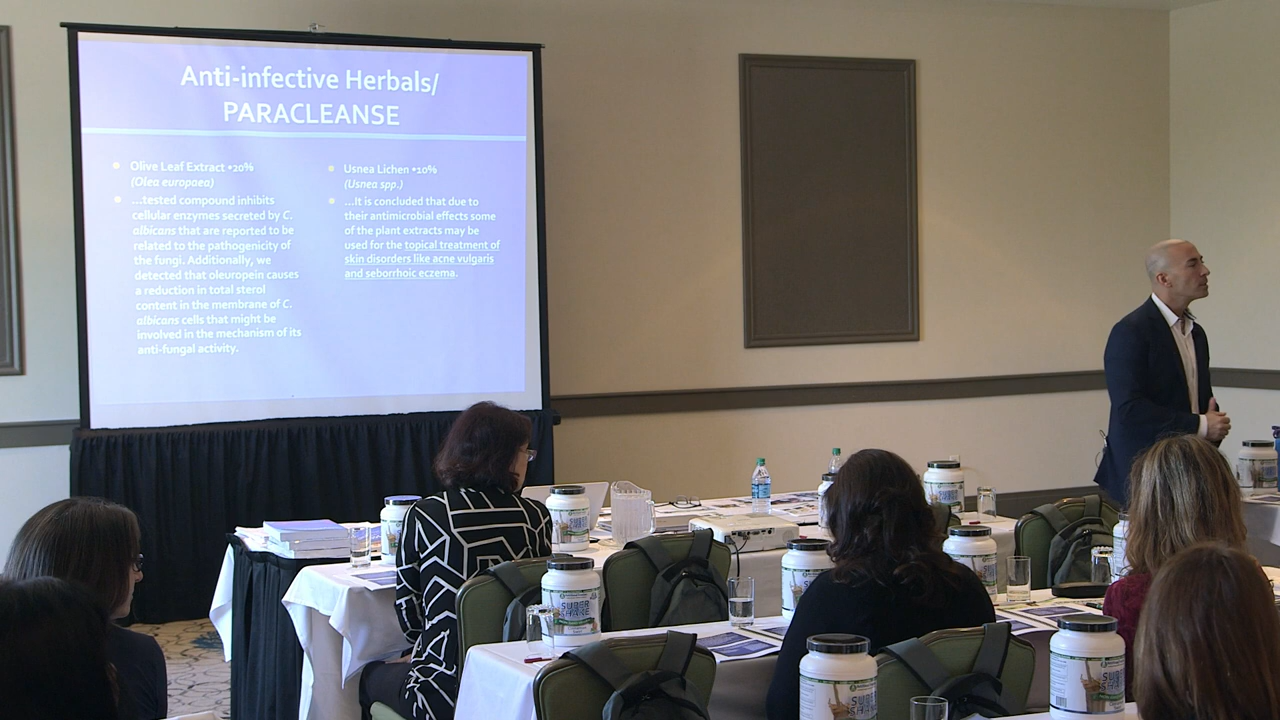 Anti-infective Herbals/
PARACLEANSE
Olive Leaf Extract +20%
(Olea europaea)
...tested compound inhibits
cellular enzymes secreted by C.
albicans that are reported to be
related to the pathogenicity of
the fungi. Additionally, we
detected that oleuropein causes
a reduction in total sterol
content in the membrane of C.
albicans cells that might be
involved in the mechanism of its
anti-fungal activity.
Usnea Lichen +10%
(Usnea spp.)
...It is concluded that due to
their antimicrobial effects some
of the plant extracts may be
used for the topical treatment of
skin disorders like acne vulgaris
and seborrhoic eczema.
SUPER
SHAKE